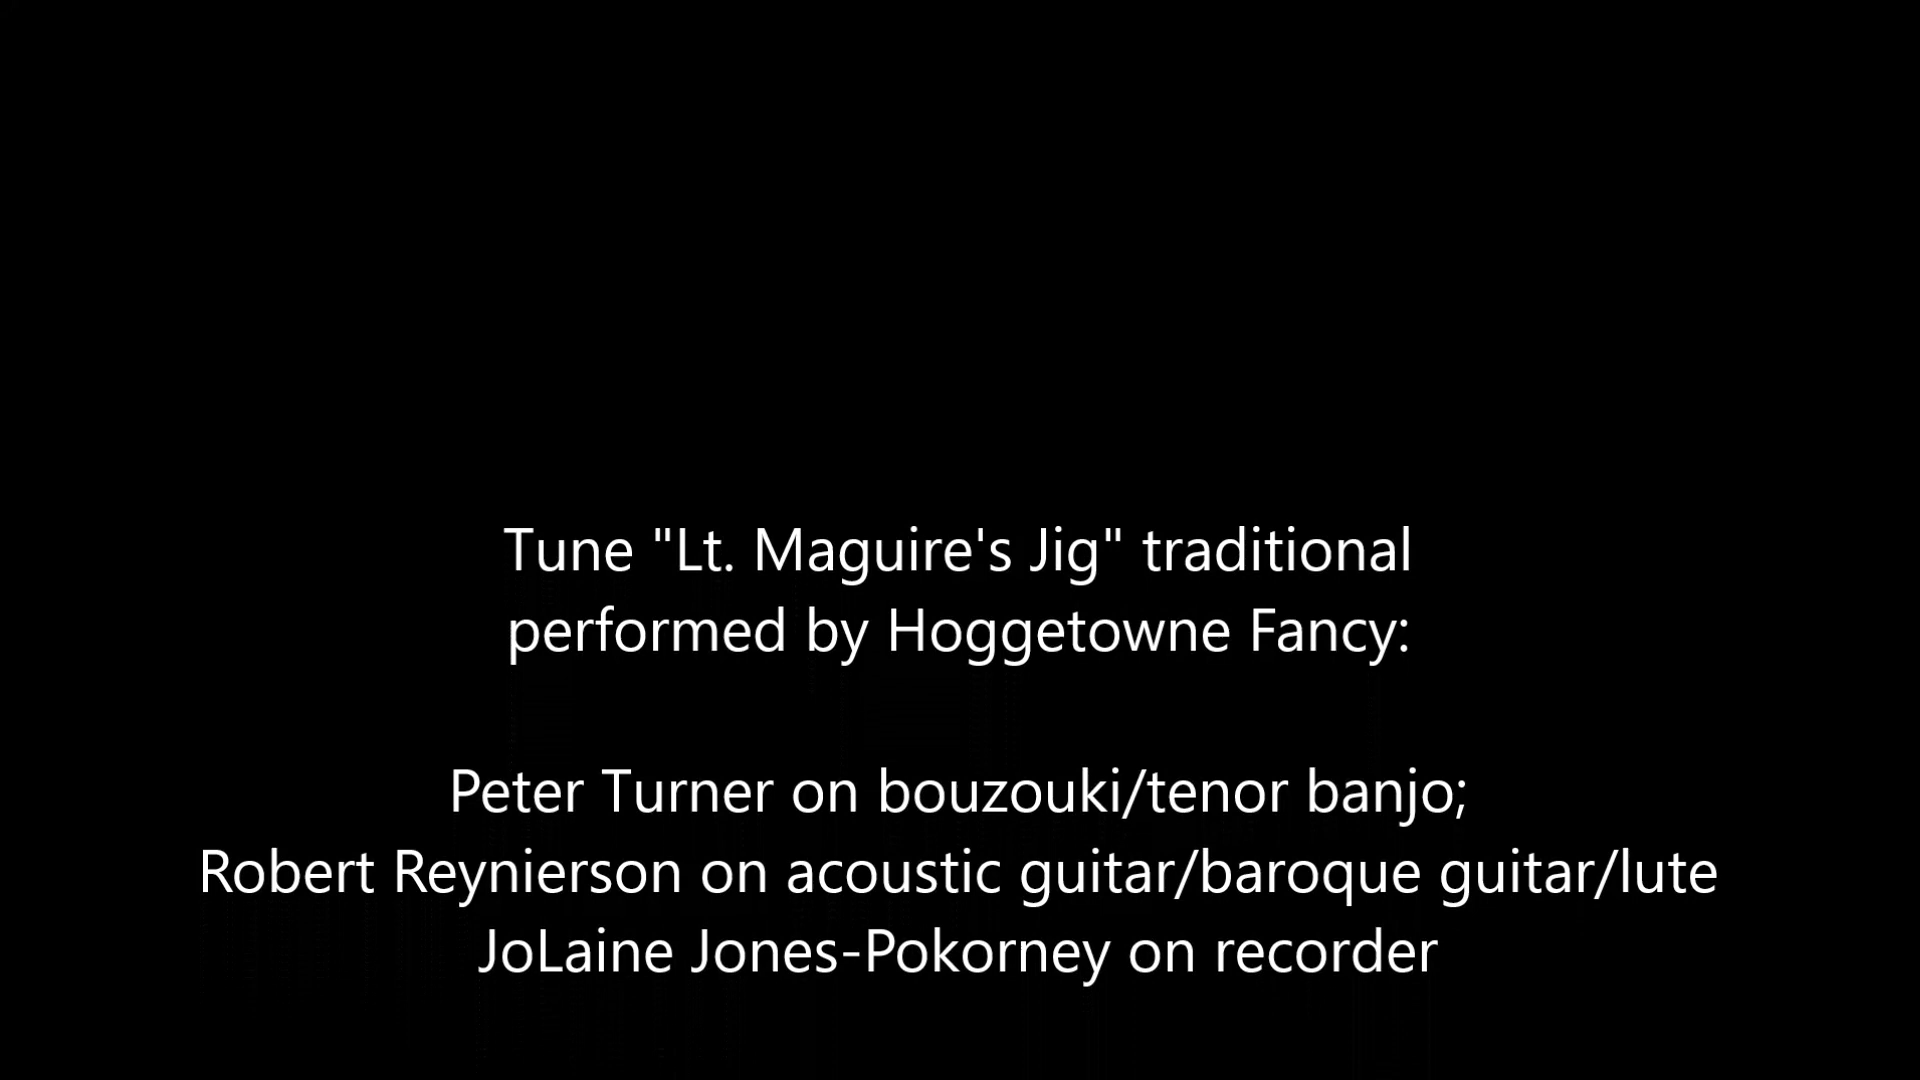 Tune "Lt. Maguire's Jig" traditional
performed by Hoggetowne Fancy:
Peter Turner on bouzouki/tenor banjo;
Robert Reynierson on acoustic guitar/baroque guitar/lute
JoLaine Jones-Pokorney on recorder